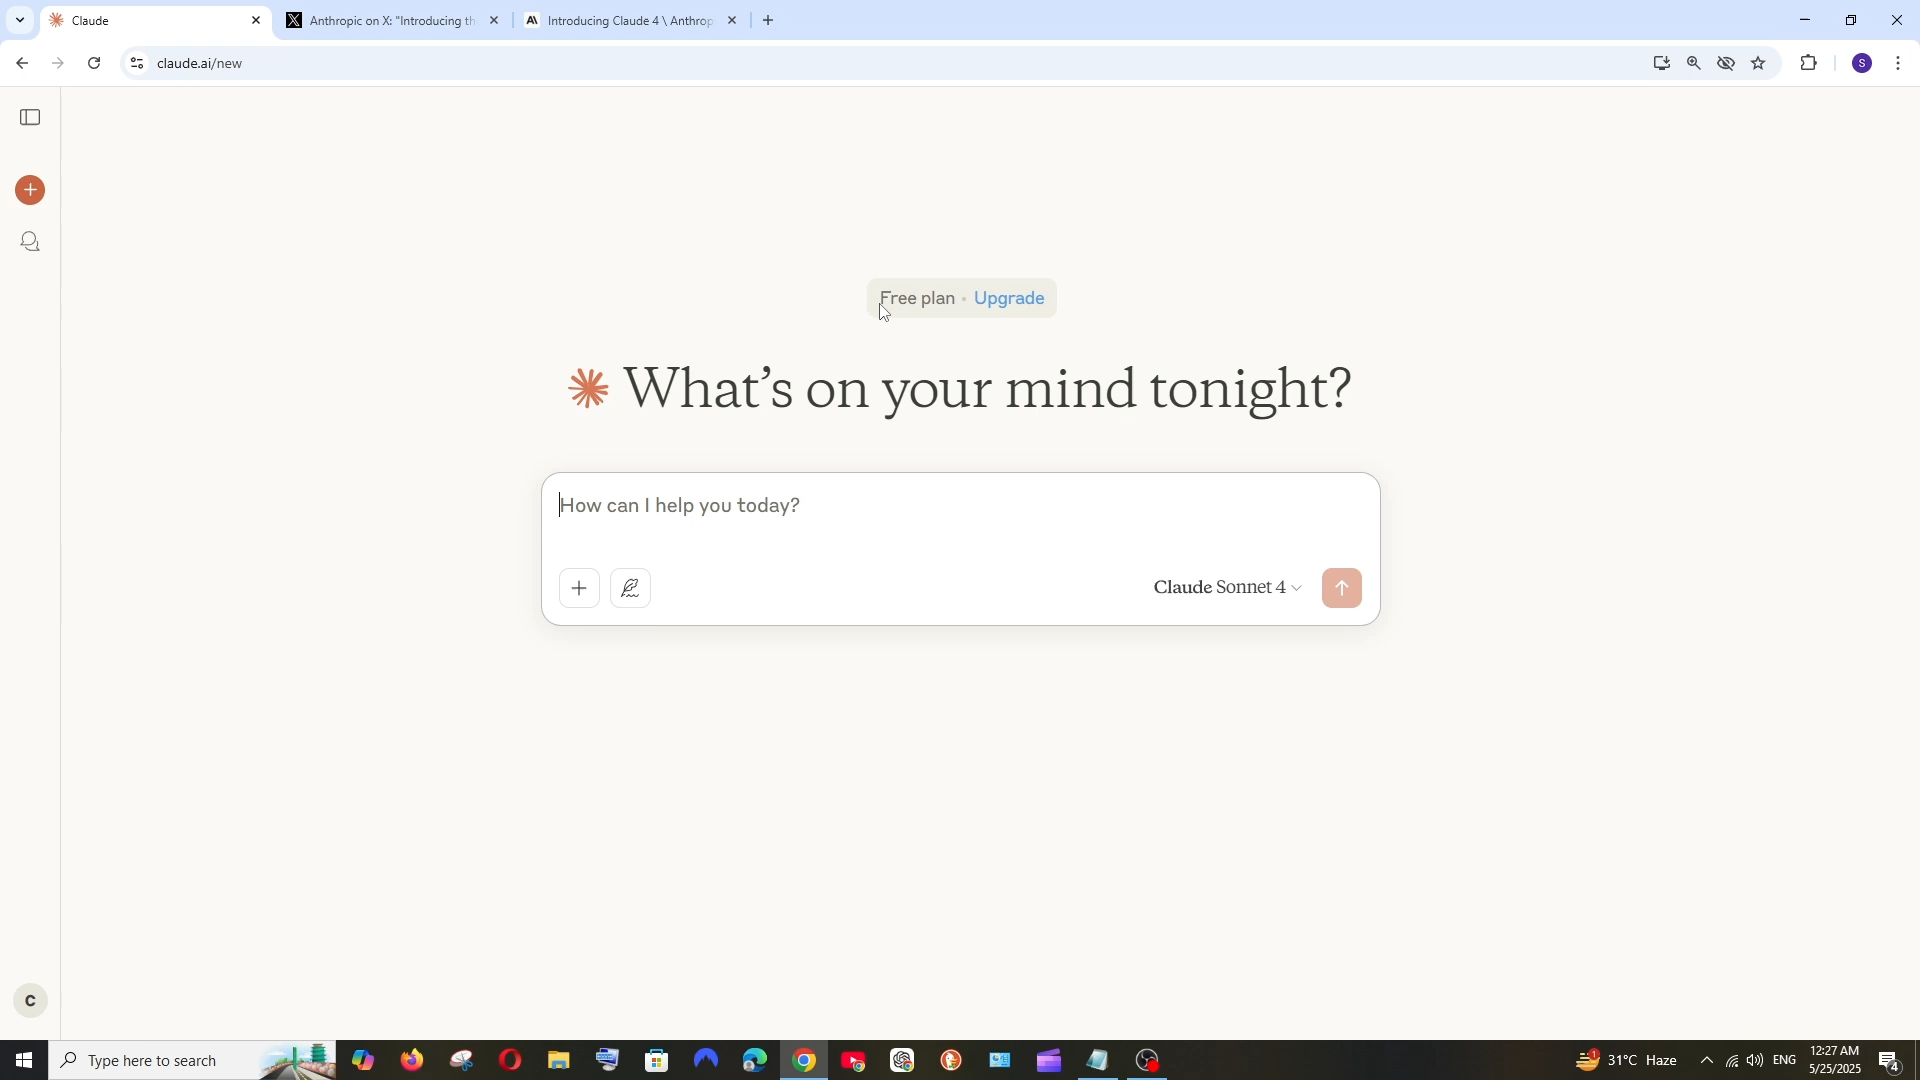 Claude
Anthropic on X: "Introducing th
Introducing Claude 4 \ Anthrop
claude.ai/new
S
Free plan • Upgrade
What's on your mind tonight?
How can I help you today?
Claude Sonnet 4
C
Type here to search
1
31°C Haze
ENG
12:27 AM
5/25/2025
4